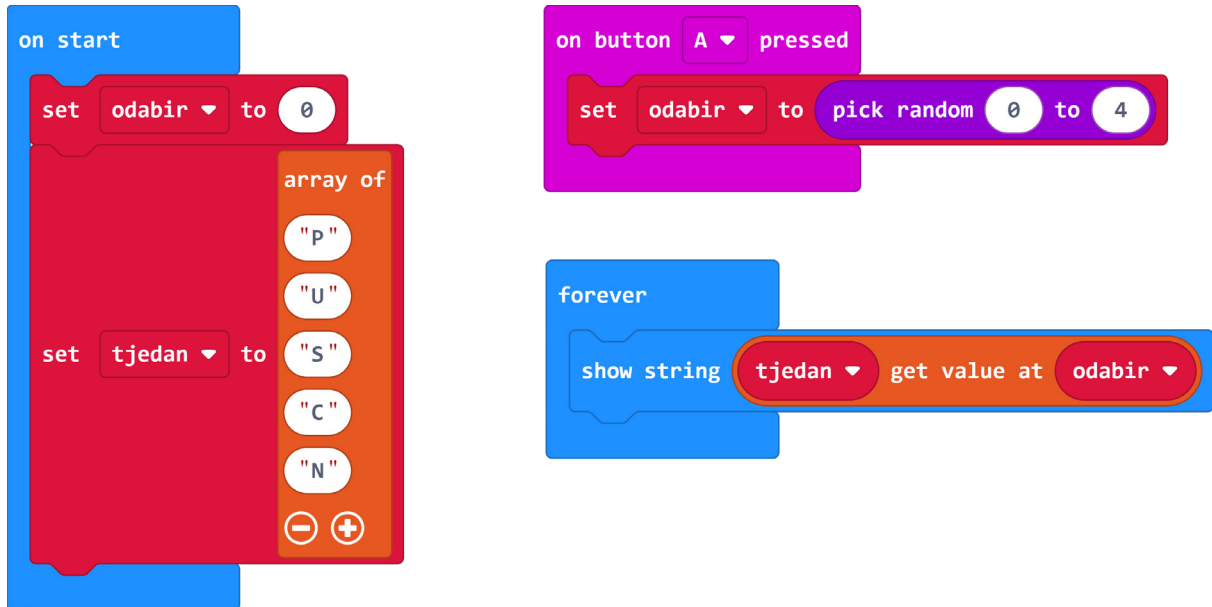 on start
set odabir to 0
set tjedan to array of
"P"
"U"
"S"
"C"
"N"
on button A pressed
set odabir to pick random 0 to 4
forever
show string tjedan get value at odabir